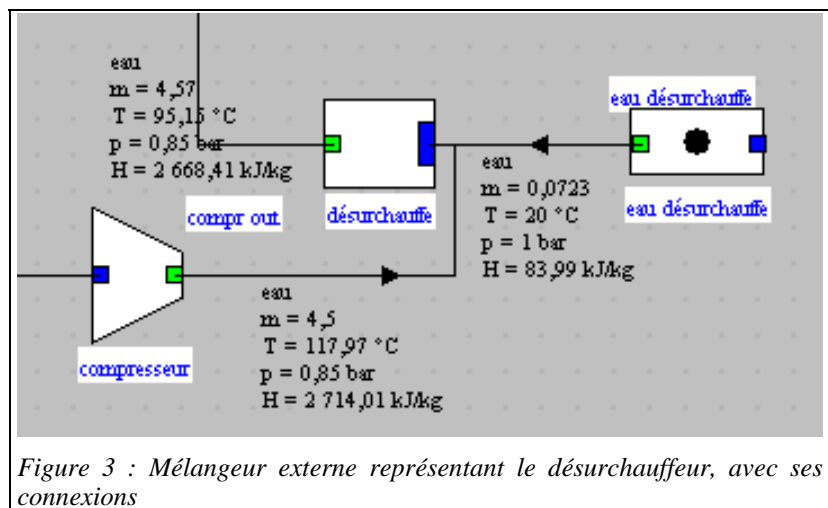 eau
m = 4,57
T = 95,15 °C
p = 0,85 bar
H = 2 668,41 kJ/kg
eau désurchauffe
eau
m = 0,0723
T = 20 °C
p = 1 bar
H = 83,99 kJ/kg
eau désurchauffe
compr out
désurchauffe
eau
m = 4,5
T = 117,97 °C
p = 0,85 bar
H = 2 714,01 kJ/kg
compresseur
Figure 3 : Mélangeur externe représentant le désurchauffeur, avec ses
connexions